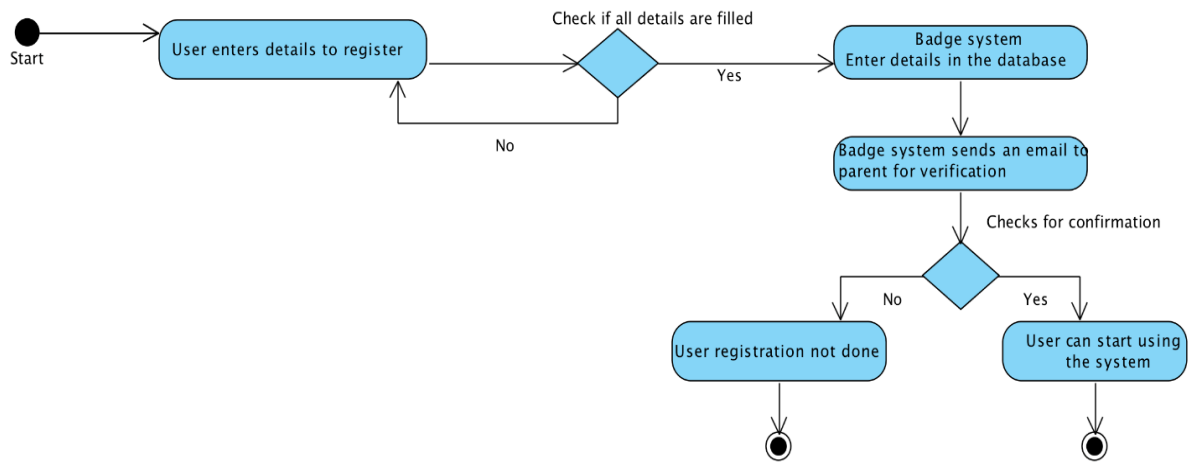 Check if all details are filled
Start
User enters details to register
Yes
Badge system
Enter details in the database
No
Badge system sends an email to
parent for verification
Checks for confirmation
No
Yes
User registration not done
User can start using
the system